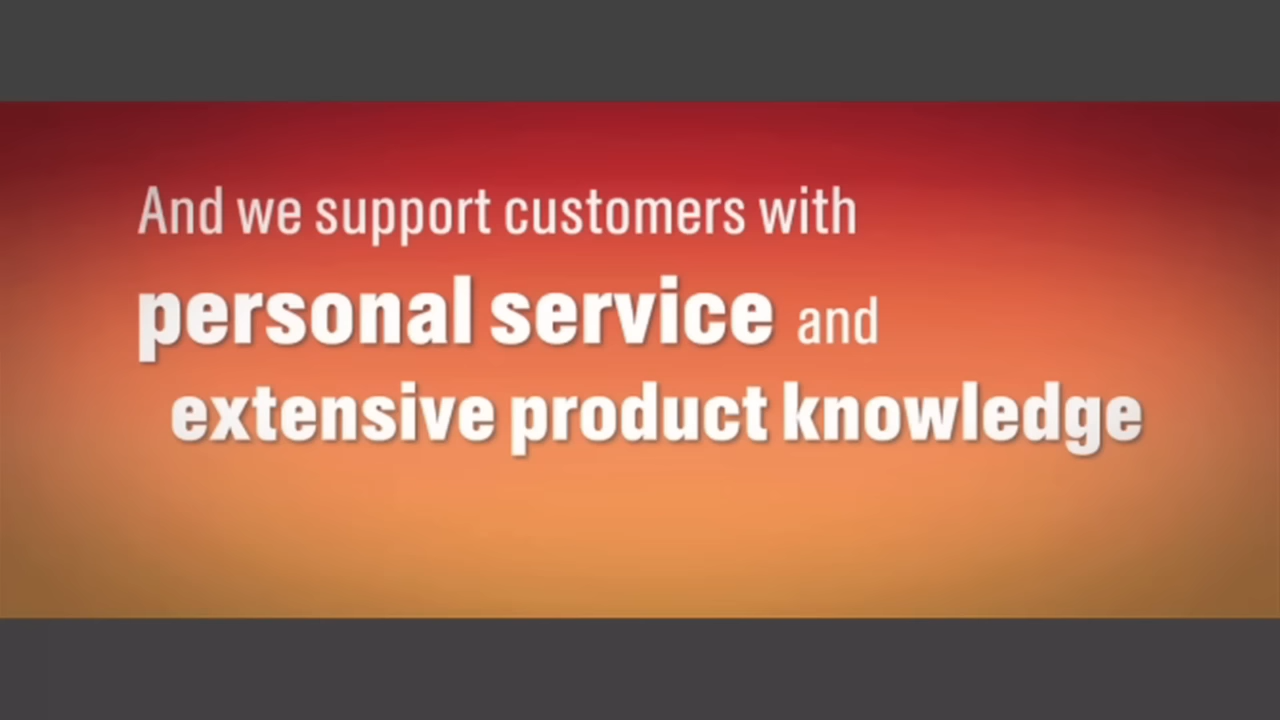 And we support customers with
personal service and
extensive product knowledge